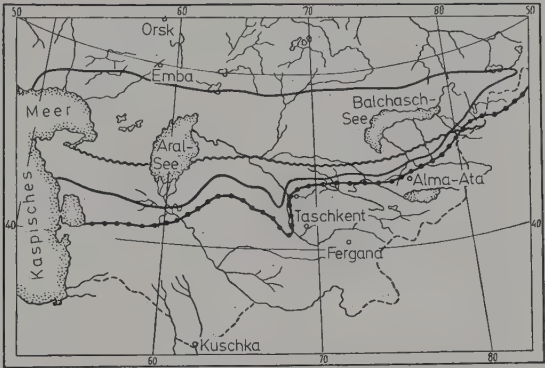 50
60
70
80
50
Orsk
Emba
Balchasch-
See
Meer
Aral-
See
Alma-Ata
Kaspisches
Taschkent
40
40
Fergana
Kuschka
60
70
80